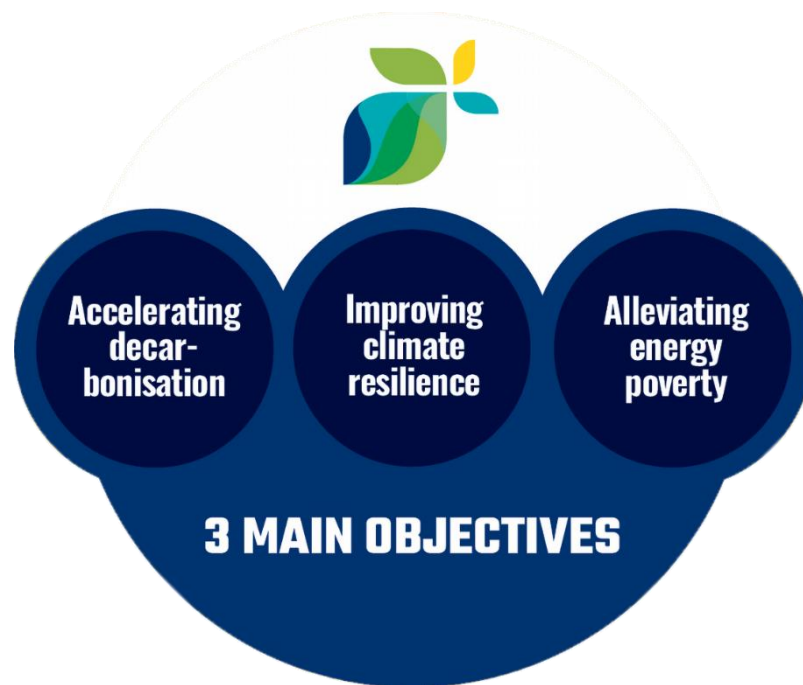 Accelerating
decar-
bonisation
Improving
climate
resilience
Alleviating
energy
poverty
3 MAIN OBJECTIVES